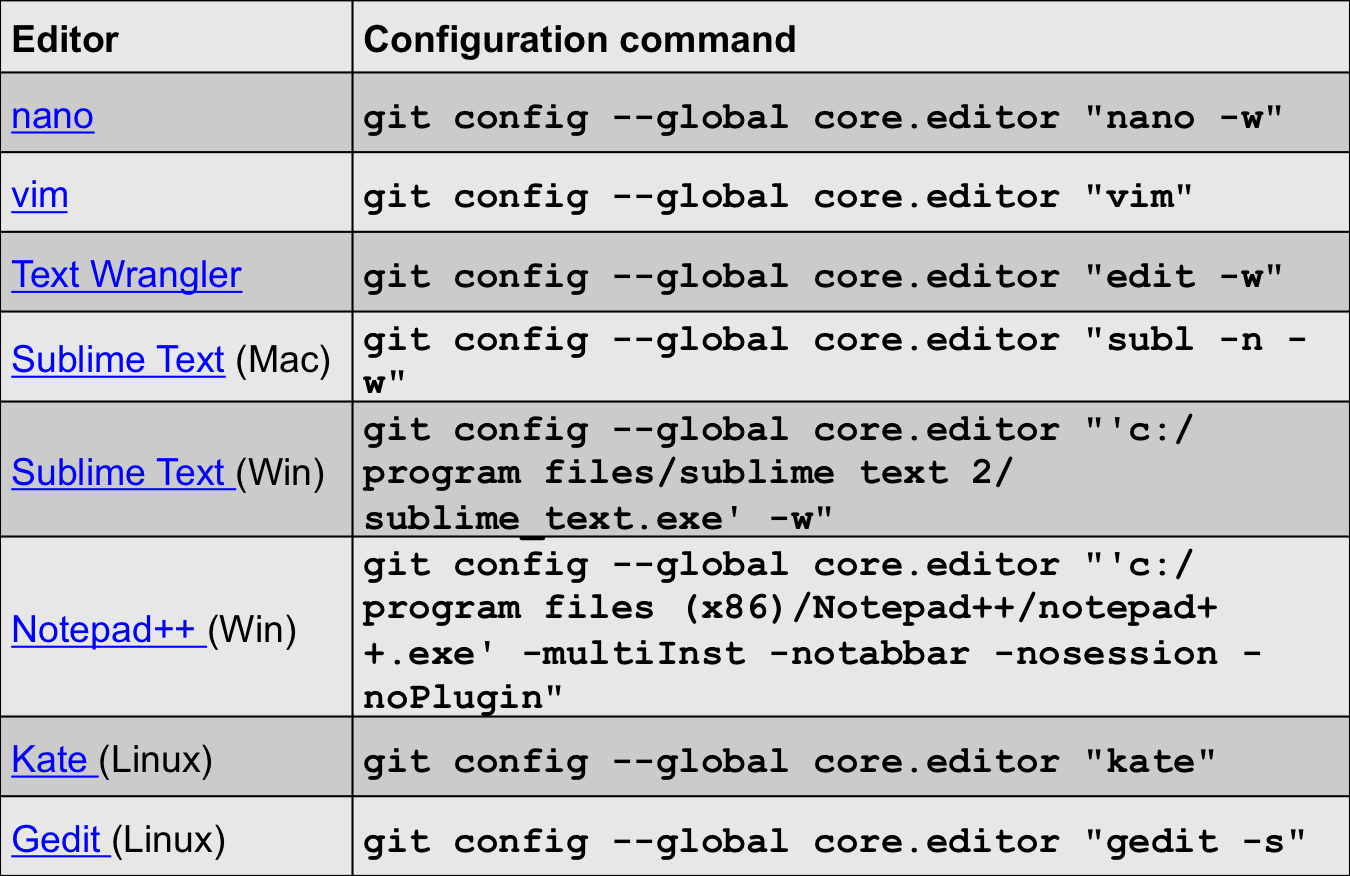 Editor Configuration command
nano git config --global core.editor "nano -w"
vim git config --global core.editor "vim"
Text Wrangler git config --global core.editor "edit -w"
Sublime Text (Mac) git config --global core.editor "subl -n -
w"
Sublime Text (Win) git config --global core.editor "'c:/
program files/sublime text 2/
sublime_text.exe' -w"
Notepad++ (Win) git config --global core.editor "'c:/
program files (x86)/Notepad++/notepad+
+.exe' -multiInst -notabbar -nosession -
noPlugin"
Kate (Linux) git config --global core.editor "kate"
Gedit (Linux) git config --global core.editor "gedit -s"